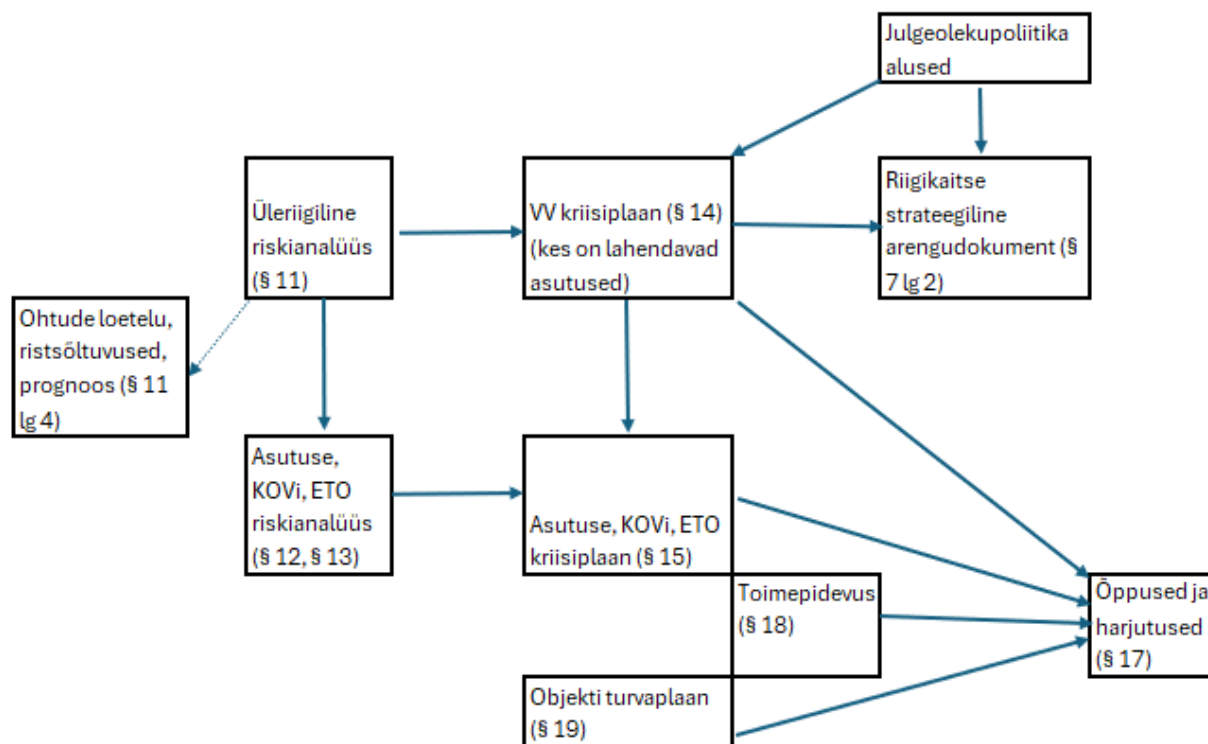 Julgeolekupoliitika
alused
Üleriigiline
riskianalüüs
(§ 11)
VV kriisiplaan (§ 14)
(kes on lahendavad
asutused)
Riigikaitse
strateegiline
arengudokument (§
7 lg 2)
Ohtude loetelu,
ristsõltuvused,
prognoos (§ 11
lg 4)
Asutuse,
KOVi, ETO
riskianalüüs
(§ 12, § 13)
Asutuse, KOVi, ETO
kriisiplaan (§ 15)
Toimepidevus
(§ 18)
Õppused ja
harjutused
(§ 17)
Objekti turvaplaan
(§ 19)